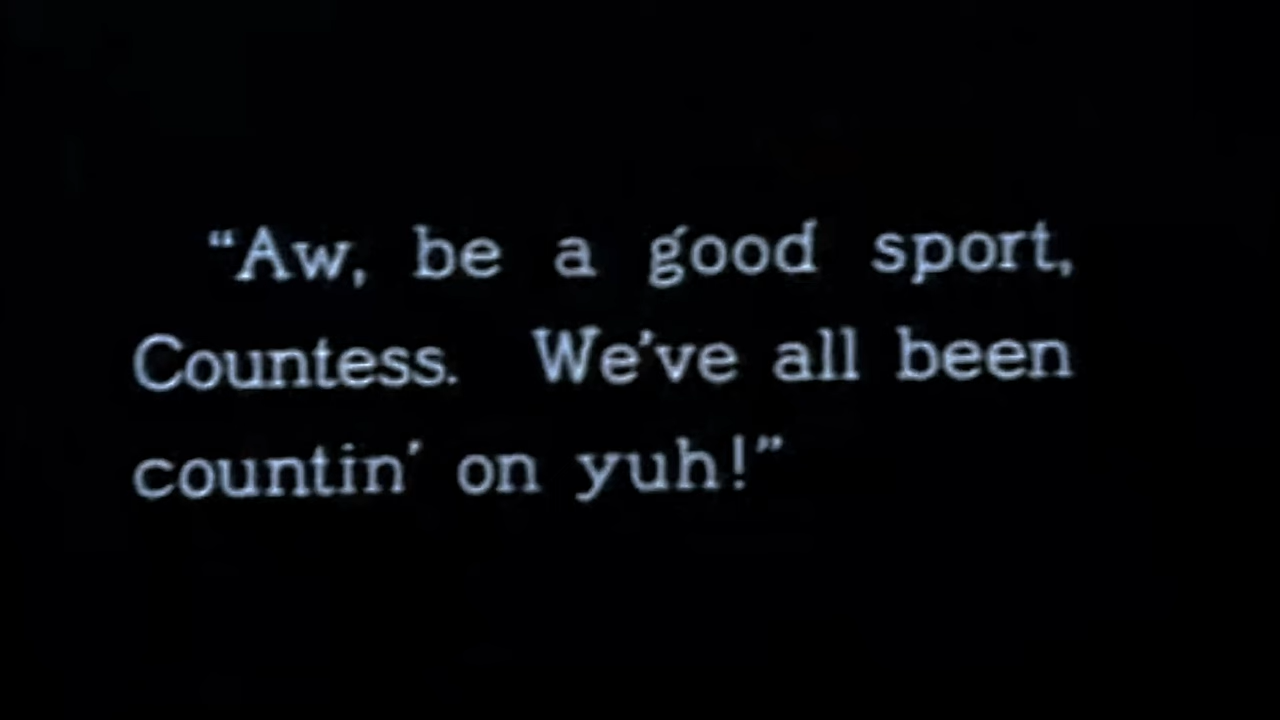 “Aw, be a good sport,
Countess. We’ve all been
countin’ on yuh!”